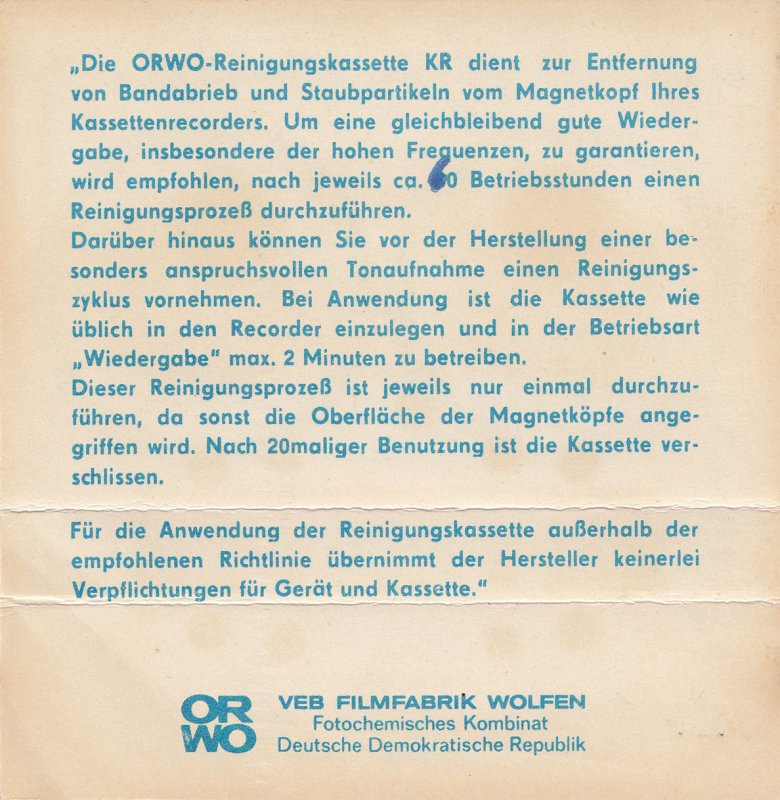 „Die ORWO-Reinigungskassette KR dient zur Entfernung
von Bandabrieb und Staubpartikeln vom Magnetkopf Ihres
Kassettenrecorders. Um eine gleichbleibend gute Wieder-
gabe, insbesondere der hohen Frequenzen, zu garantieren,
wird empfohlen, nach jeweils ca. 60 Betriebsstunden einen
Reinigungsprozeß durchzuführen.
Darüber hinaus können Sie vor der Herstellung einer be-
sonders anspruchsvollen Tonaufnahme einen Reinigungs-
zyklus vornehmen. Bei Anwendung ist die Kassette wie
üblich in den Recorder einzulegen und in der Betriebsart
„Wiedergabe“ max. 2 Minuten zu betreiben.
Dieser Reinigungsprozeß ist jeweils nur einmal durchzu-
führen, da sonst die Oberfläche der Magnetköpfe ange-
griffen wird. Nach 20maliger Benutzung ist die Kassette ver-
schlissen.
Für die Anwendung der Reinigungskassette außerhalb der
empfohlenen Richtlinie übernimmt der Hersteller keinerlei
Verpflichtungen für Gerät und Kassette.“
ORWO
VEB FILMFABRIK WOLFEN
Fotochemisches Kombinat
Deutsche Demokratische Republik